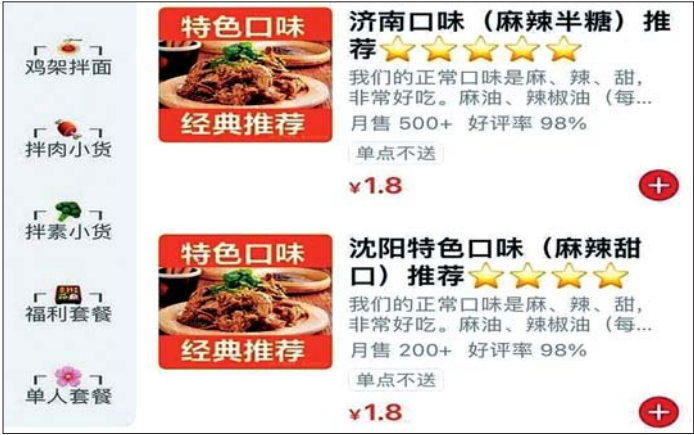 鸡架拌面
拌肉小货
拌素小货
福利套餐
单人套餐
特色口味
经典推荐
济南口味（麻辣半糖）推
荐⭐⭐⭐⭐⭐
我们的正常口味是麻、辣、甜，
非常好吃。麻油、辣椒油（每...
月售 500+ 好评率 98%
单点不送
¥1.8
特色口味
经典推荐
沈阳特色口味（麻辣甜
口）推荐⭐⭐⭐⭐
我们的正常口味是麻、辣、甜，
非常好吃。麻油、辣椒油（每...
月售 200+ 好评率 98%
单点不送
¥1.8